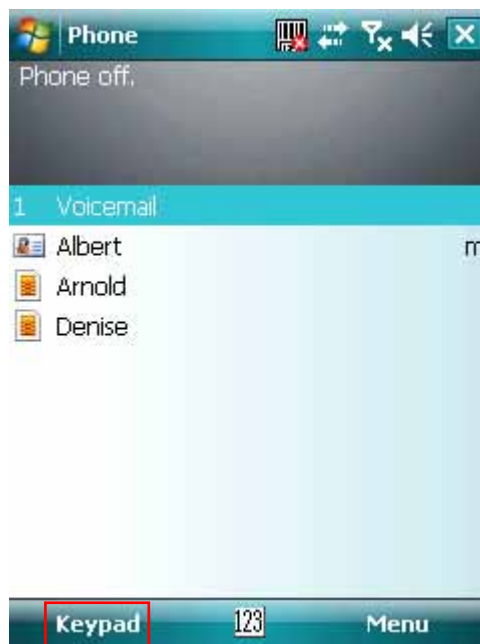 Phone
Phone off.
1 Voicemail
Albert m
Arnold
Denise
Keypad 123 Menu